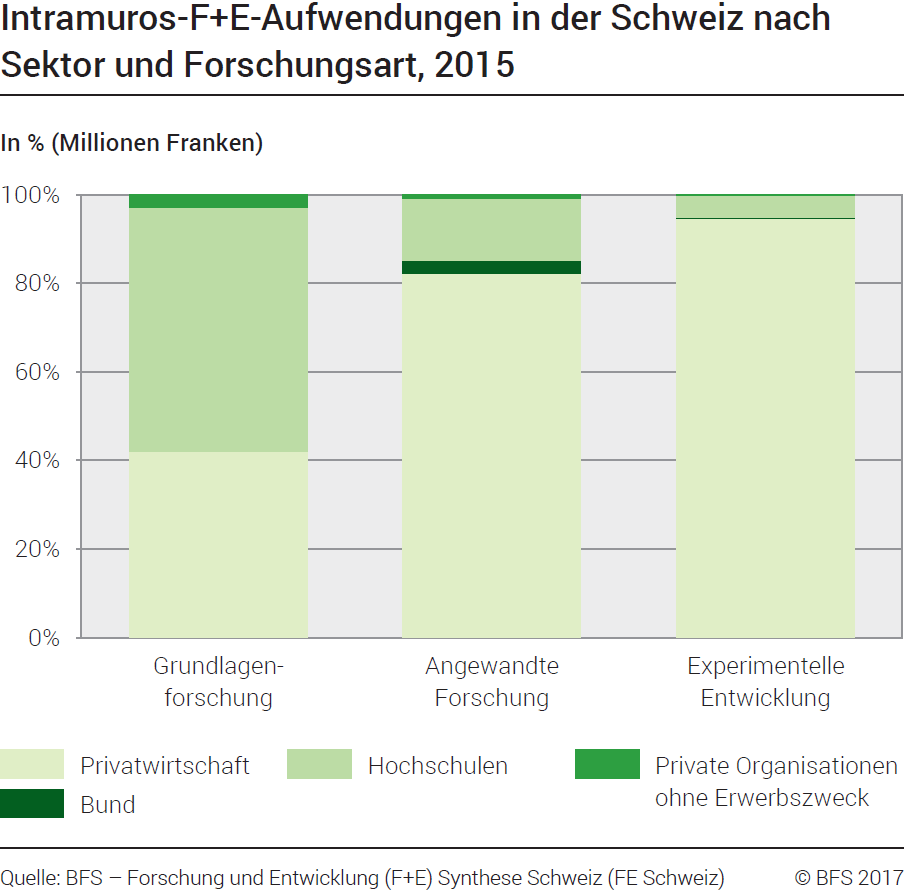 Intramuros-F+E-Aufwendungen in der Schweiz nach
Sektor und Forschungsart, 2015
In % (Millionen Franken)
100%
80%
60%
40%
20%
0%
Grundlagen-
forschung
Angewandte
Forschung
Experimentelle
Entwicklung
Privatwirtschaft
Hochschulen
Private Organisationen
ohne Erwerbszweck
Bund
Quelle: BFS – Forschung und Entwicklung (F+E) Synthese Schweiz (FE Schweiz)
© BFS 2017